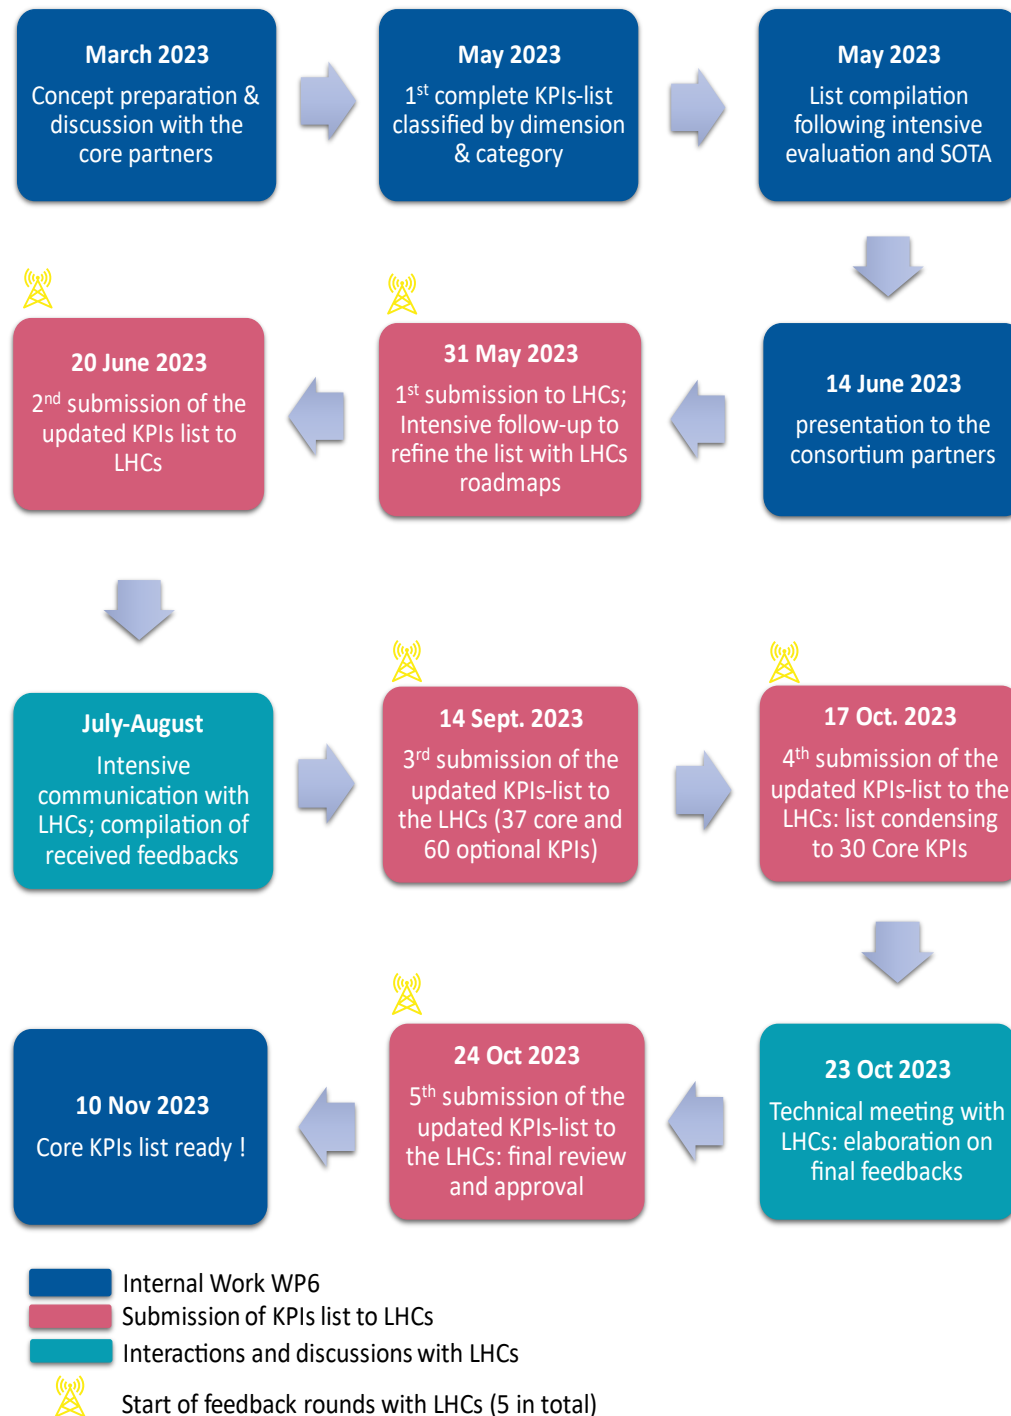 March 2023
Concept preparation &
discussion with the
core partners
May 2023
1st complete KPIs-list
classified by dimension
& category
May 2023
List compilation
following intensive
evaluation and SOTA
14 June 2023
presentation to the
consortium partners
31 May 2023
1st submission to LHCs;
Intensive follow-up to
refine the list with LHCs
roadmaps
20 June 2023
2nd submission of the
updated KPIs list to
LHCs
July-August
Intensive
communication with
LHCs; compilation of
received feedbacks
14 Sept. 2023
3rd submission of the
updated KPIs-list to
the LHCs (37 core and
60 optional KPIs)
17 Oct. 2023
4th submission of the
updated KPIs-list to the
LHCs: list condensing
to 30 Core KPIs
23 Oct 2023
Technical meeting with
LHCs: elaboration on
final feedbacks
24 Oct 2023
5th submission of the
updated KPIs-list to
the LHCs: final review
and approval
10 Nov 2023
Core KPIs list ready !
Internal Work WP6
Submission of KPIs list to LHCs
Interactions and discussions with LHCs
Start of feedback rounds with LHCs (5 in total)